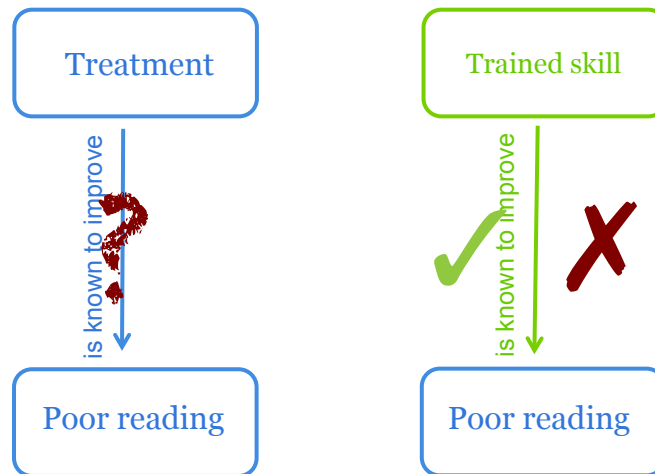 Treatment
Trained skill
is known to improve
?
is known to improve
Poor reading
Poor reading